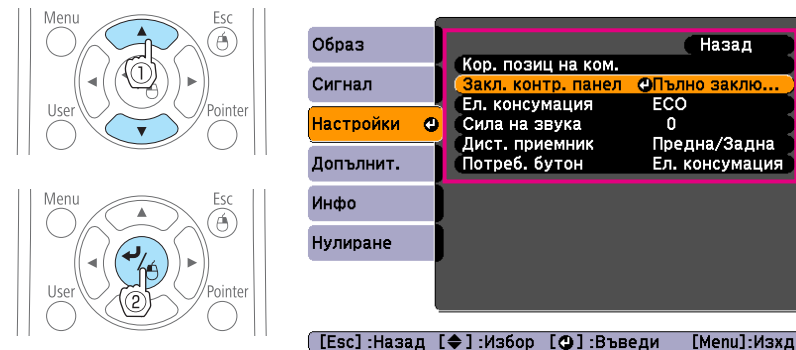 Menu
Esc
①
User
Pointer
Menu
Esc
User
②
Pointer
Образ
Сигнал
Настройки
Допълнит.
Инфо
Нулиране
Назад
Кор. позиц на ком.
Закл. контр. панел Пълно заклю...
Ел. консумация ECO
Сила на звука 0
Дист. приемник Предна/Задна
Потреб. бутон Ел. консумация
[Esc] :Назад [◆] :Избор [⏎] :Въведи [Menu]:Изхд